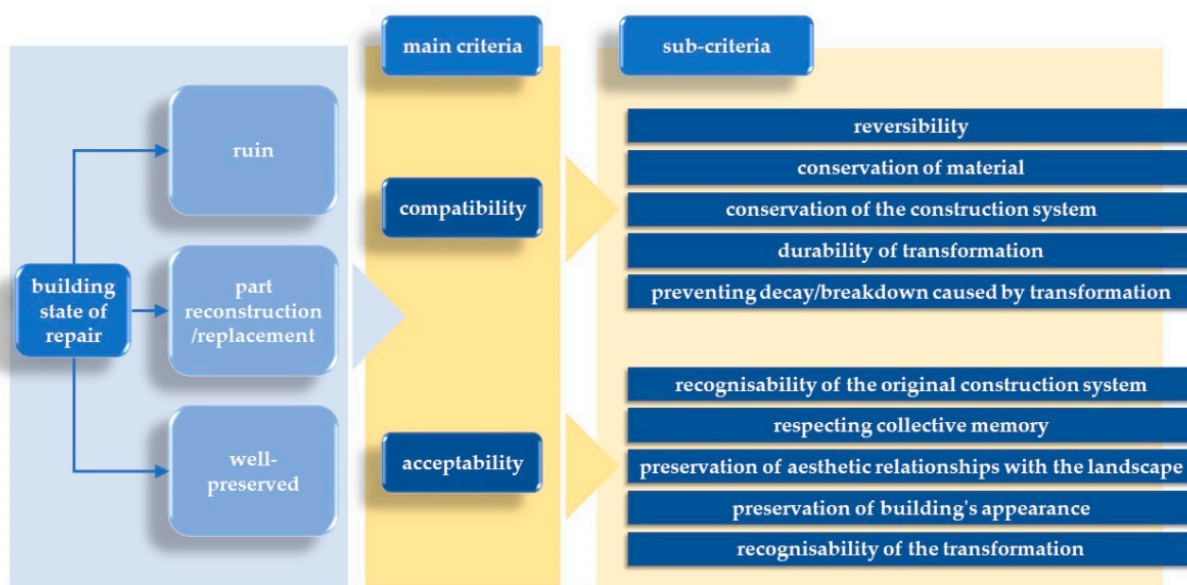 main criteria
sub-criteria
building
state of
repair
ruin
part
reconstruction
/replacement
well-
preserved
compatibility
reversibility
conservation of material
conservation of the construction system
durability of transformation
preventing decay/breakdown caused by transformation
acceptability
recognisability of the original construction system
respecting collective memory
preservation of aesthetic relationships with the landscape
preservation of building's appearance
recognisability of the transformation